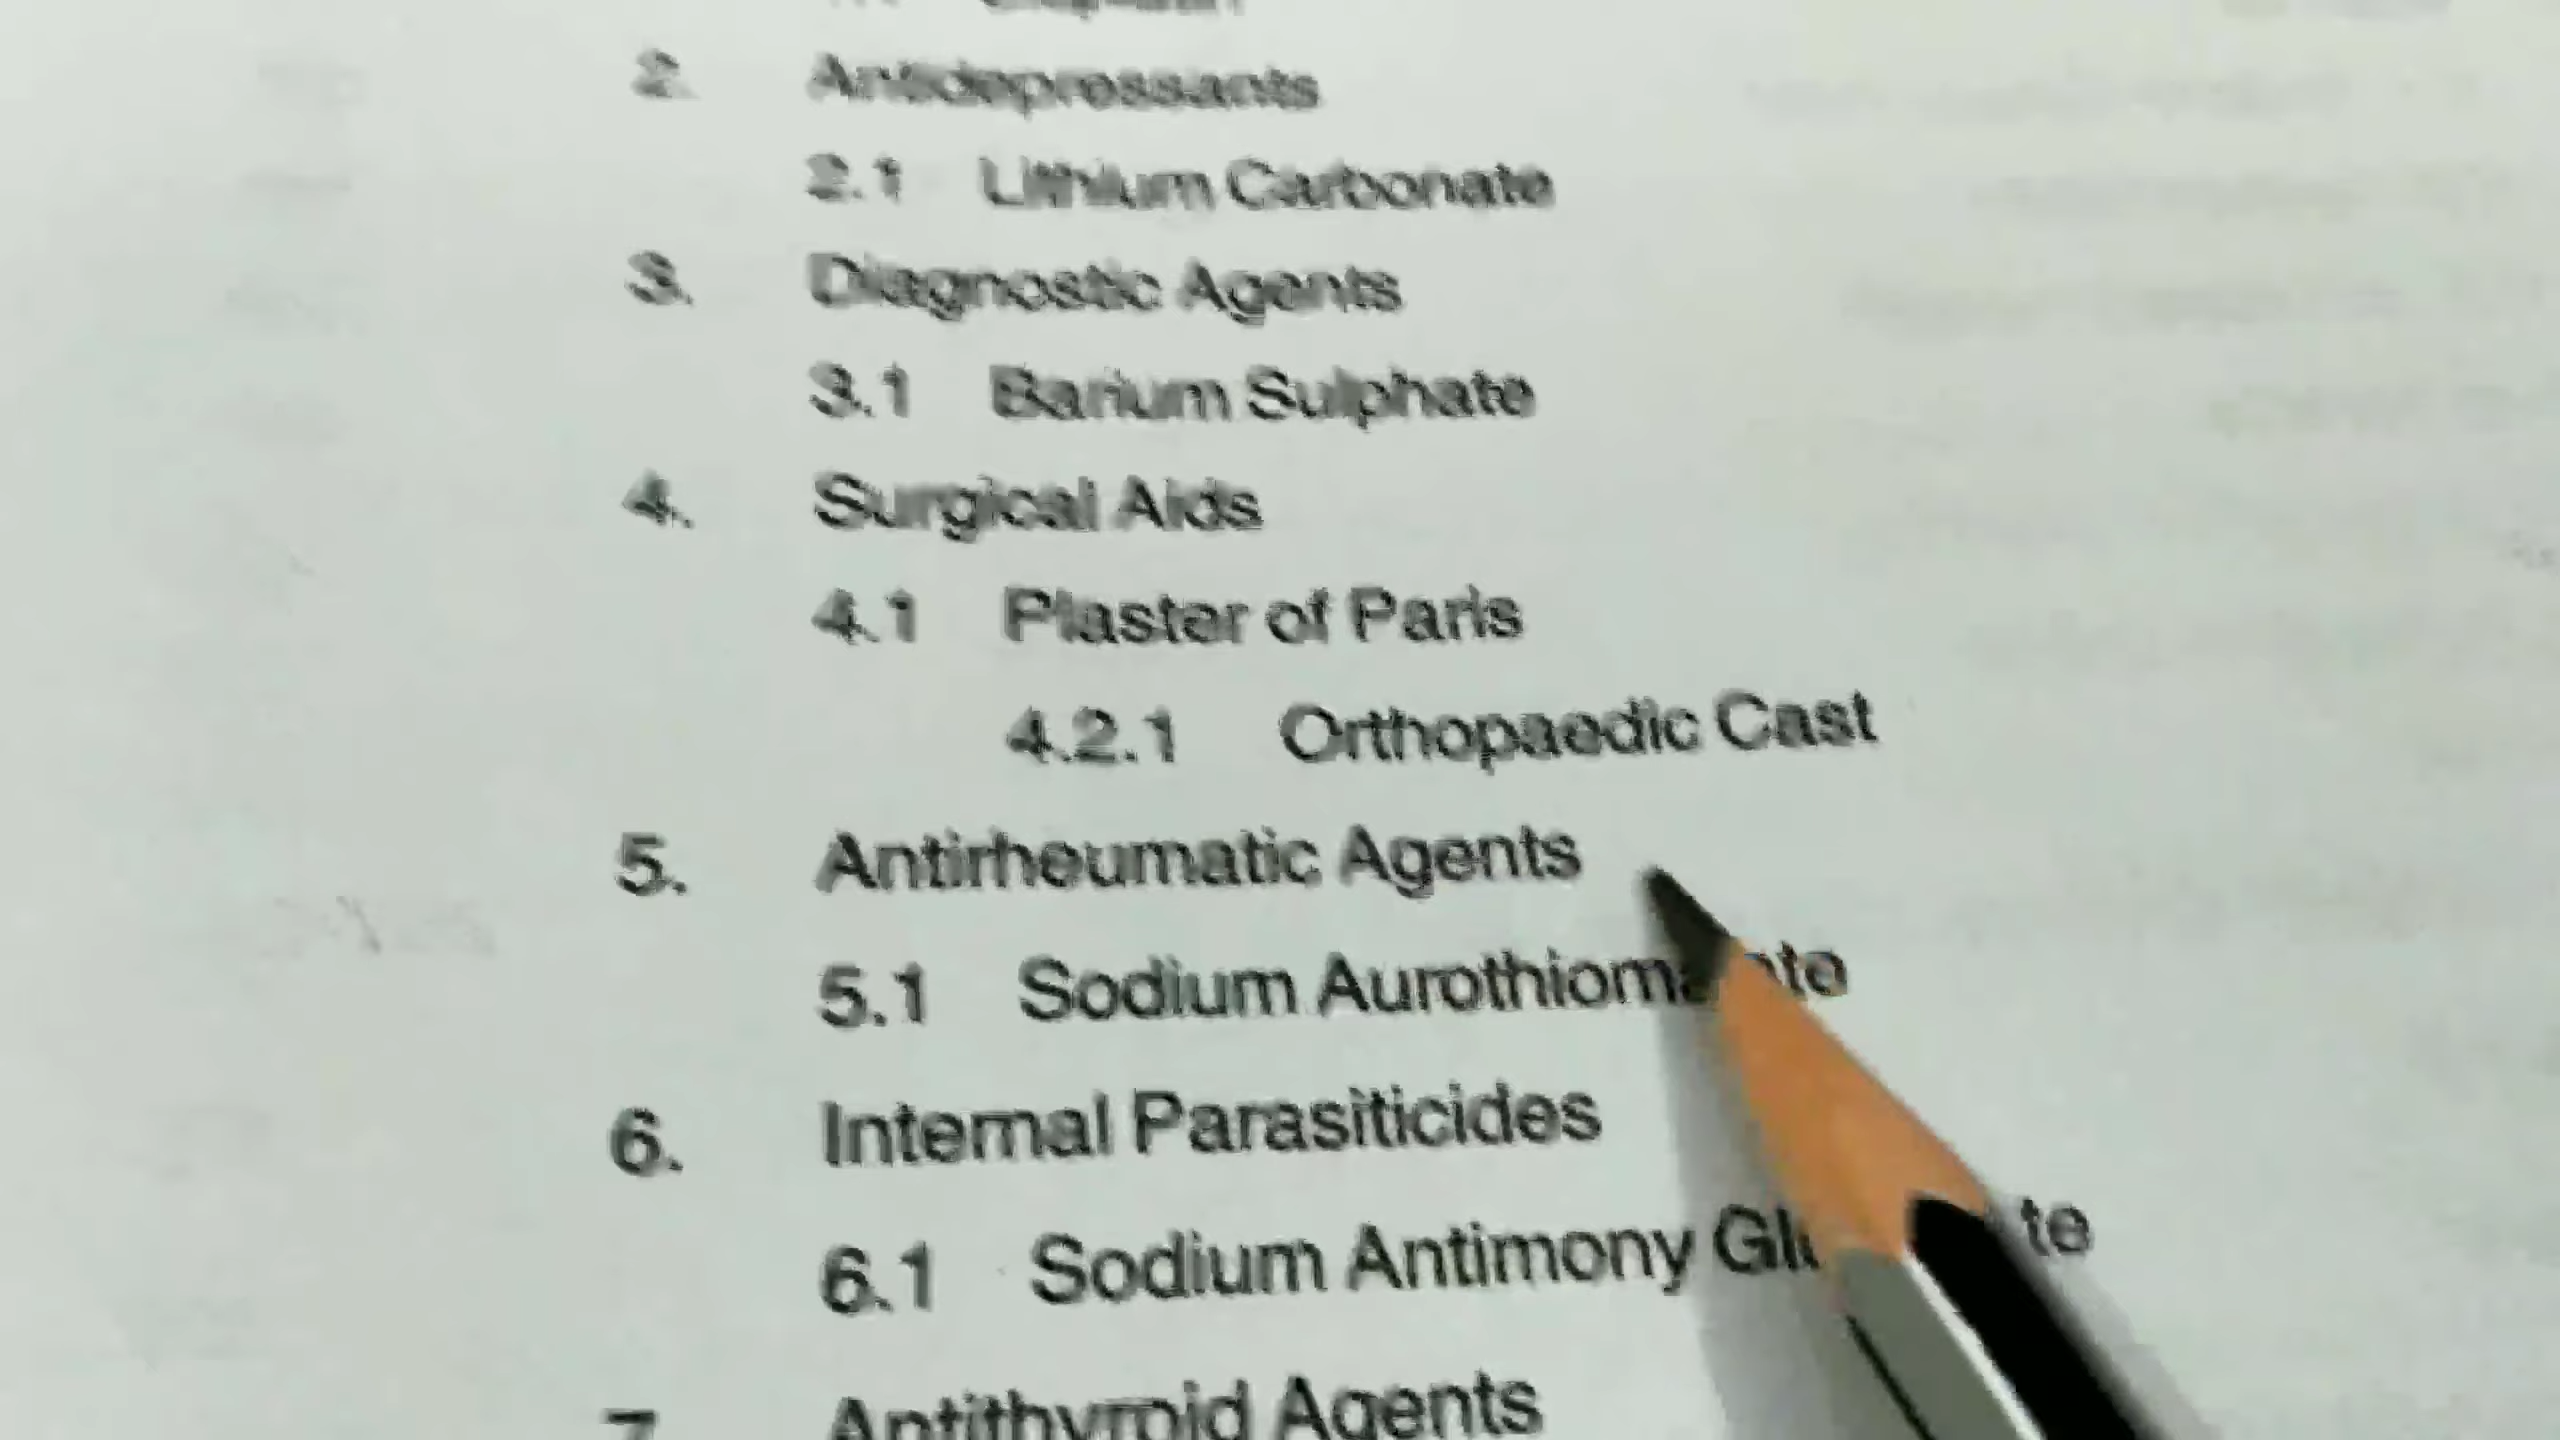 2. Antidepressants
2.1 Lithium Carbonate
3. Diagnostic Agents
3.1 Barium Sulphate
4. Surgical Aids
4.1 Plaster of Paris
4.2.1 Orthopaedic Cast
5. Antirheumatic Agents
5.1 Sodium
6. Internal Parasiticides
6.1 Sodium Antimony
7. Antithyroid Agents